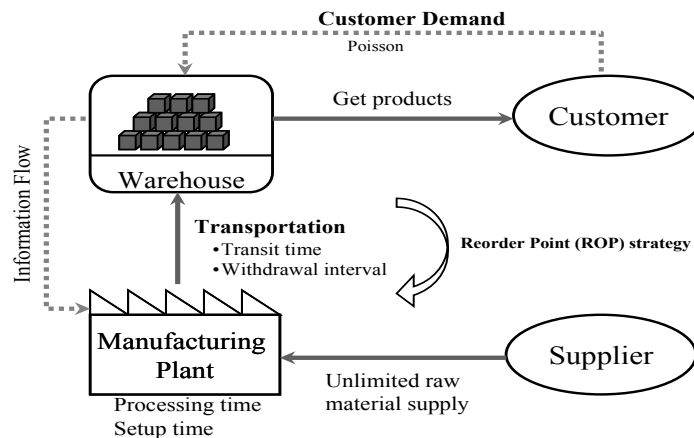 Customer Demand
Poisson
Get products
Customer
Warehouse
Information Flow
Transportation
•Transit time
•Withdrawal interval
Reorder Point (ROP) strategy
Manufacturing
Plant
Processing time
Setup time
Unlimited raw
material supply
Supplier